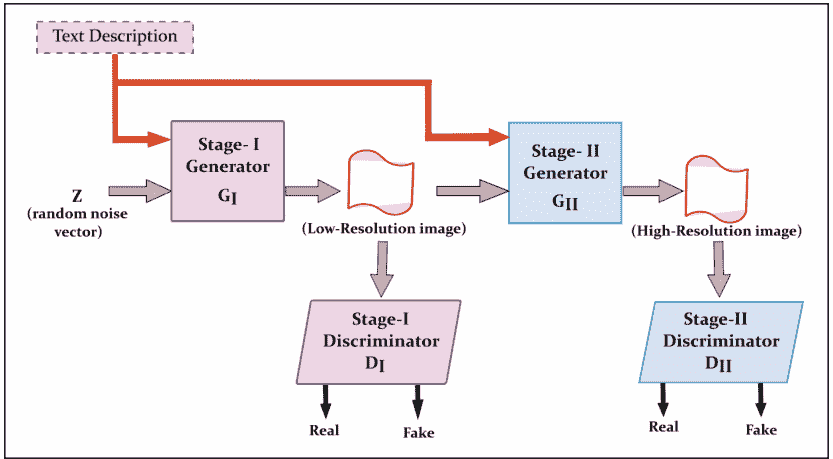 Text Description
Stage- I
Generator
GI
Z
(random noise
vector)
(Low-Resolution image)
Stage- II
Generator
GII
(High-Resolution image)
Stage-I
Discriminator
DI
Real
Fake
Stage-II
Discriminator
DII
Real
Fake